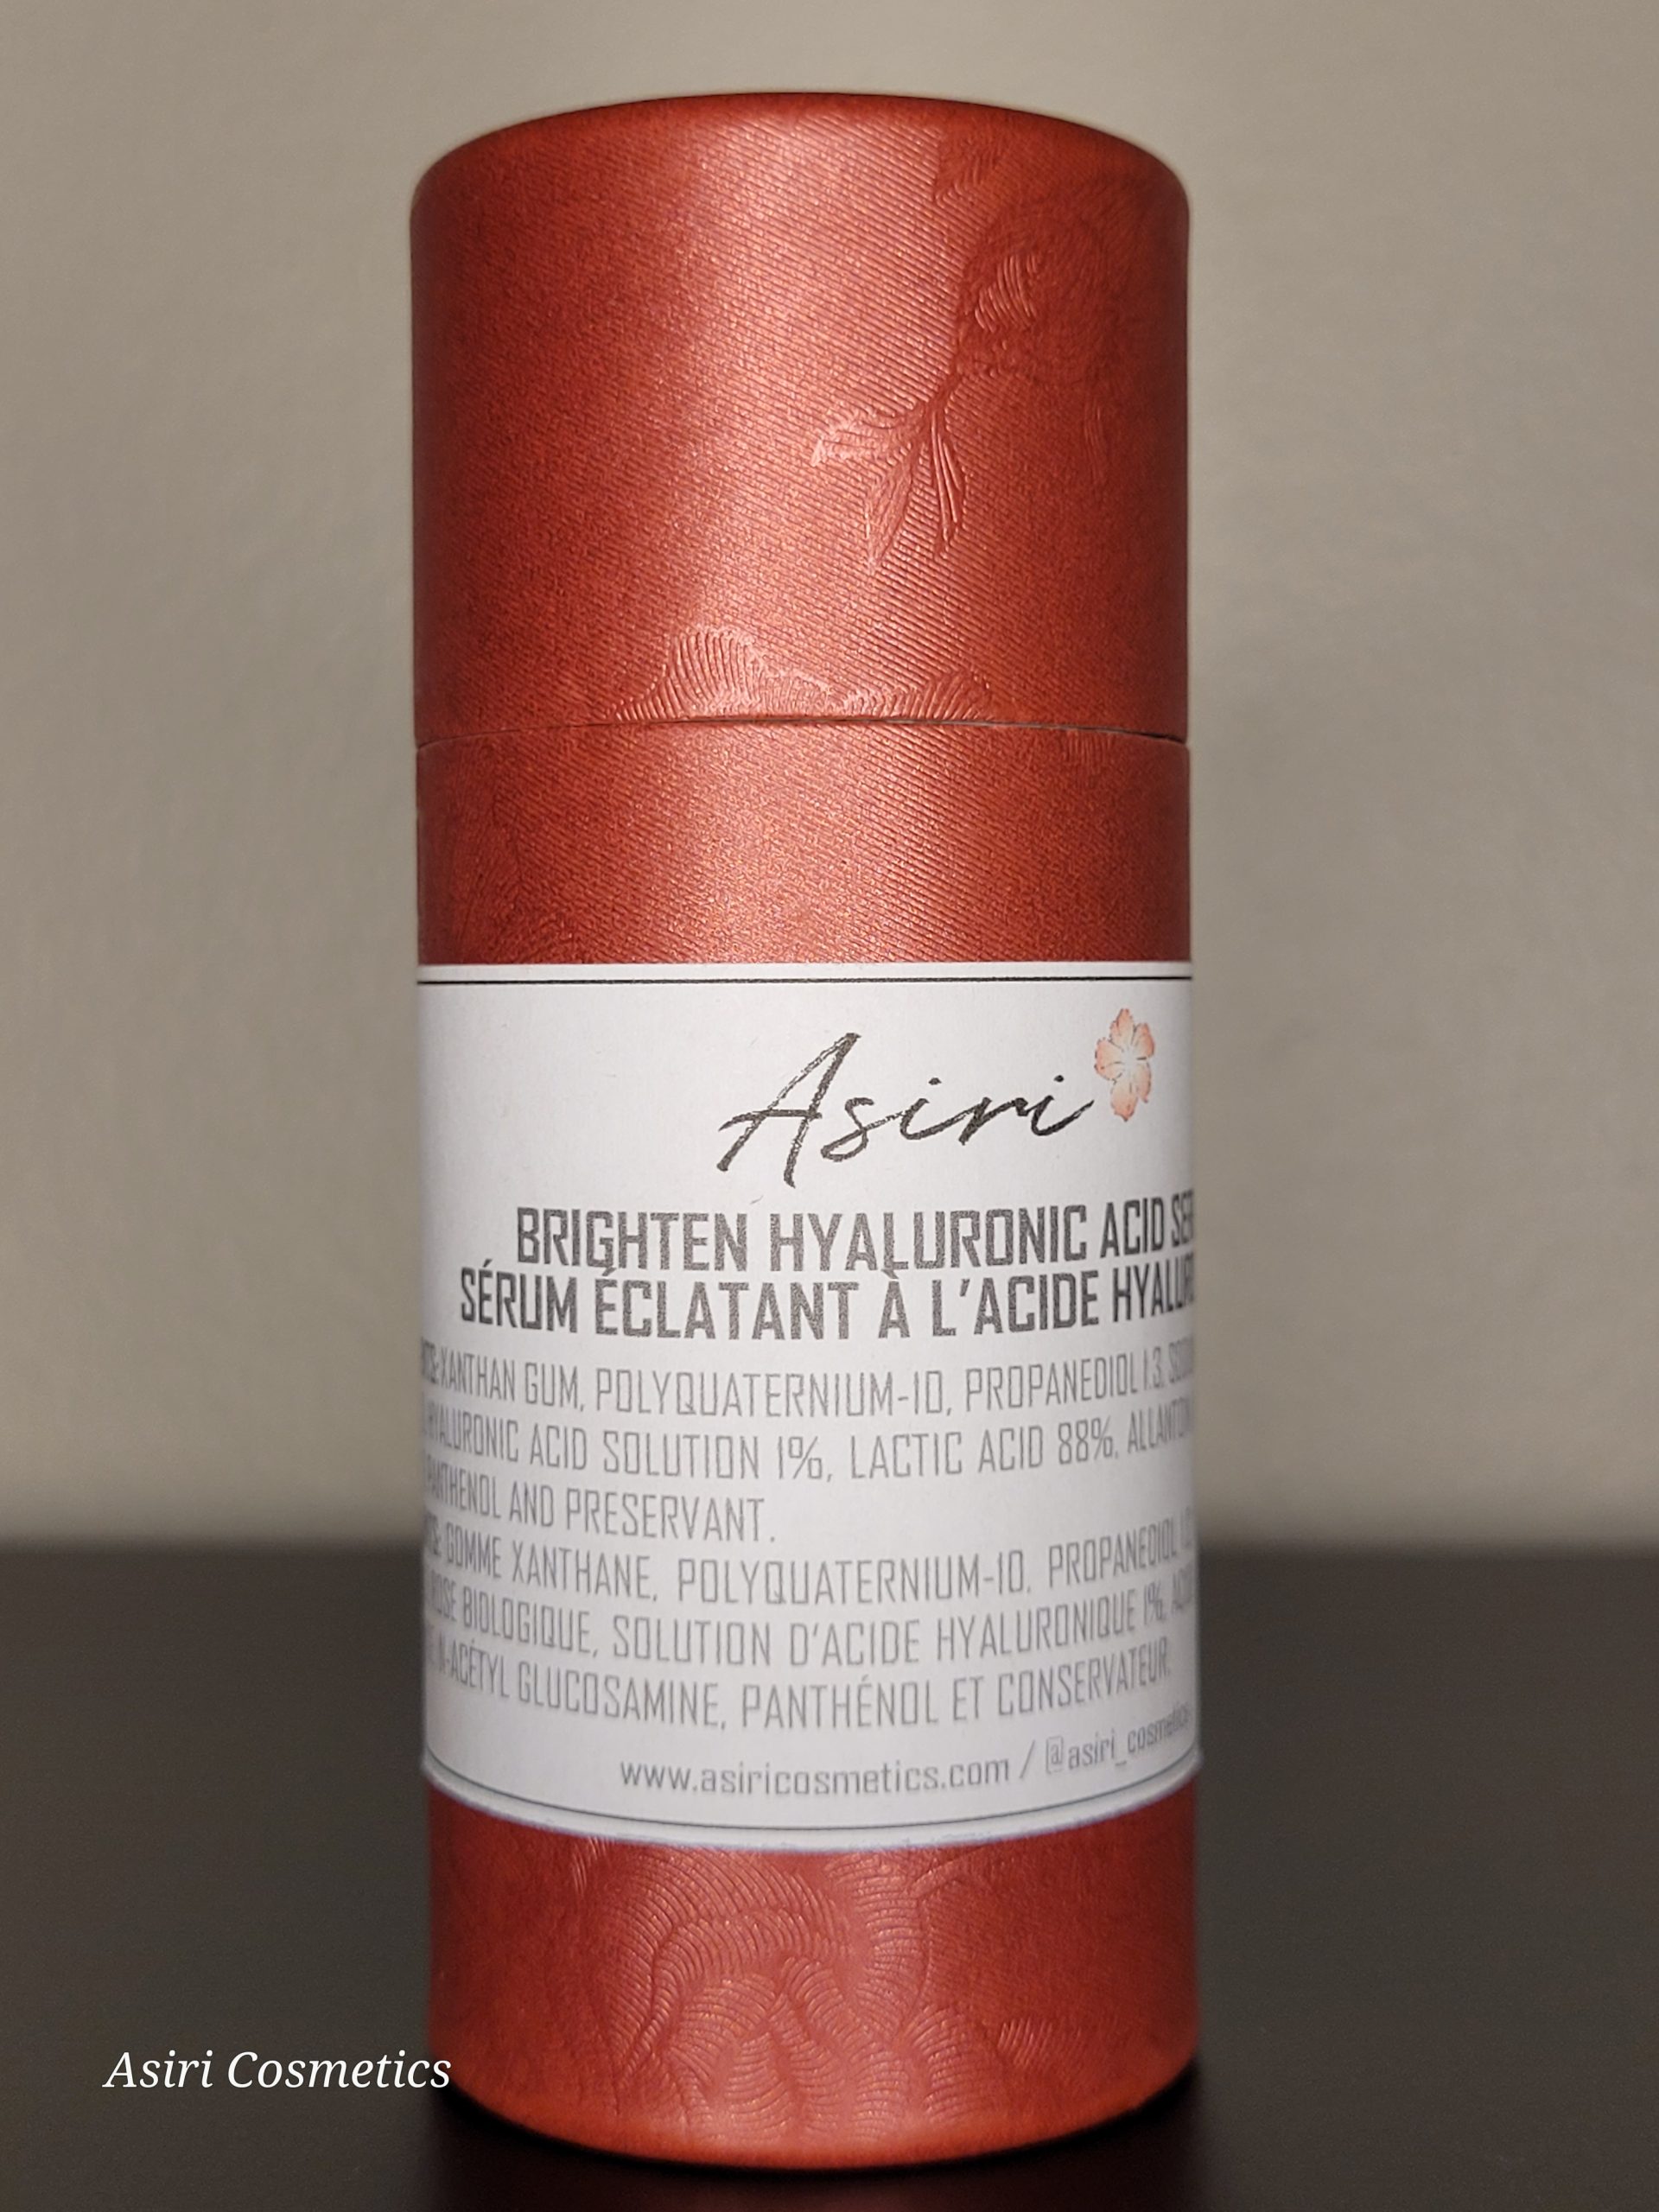 Asiri
BRIGHTEN HYALURONIC ACID
SÉRUM ÉCLATANT À L'ACIDE
XANTHAN GUM, POLYQUATERNIUM-10, PROPANEDIOL 1.3,
HYALURONIC ACID SOLUTION 1%, LACTIC ACID 88%,
PANTHENOL AND PRESERVANT.
GOMME XANTHANE, POLYQUATERNIUM-10, PROPANEDIOL
ROSE BIOLOGIQUE, SOLUTION D'ACIDE HYALURONIQUE 1%,
N-ACÉTYL GLUCOSAMINE, PANTHÉNOL ET CONSERVATEUR.
www.asiricosmetics.com / @asiri_cosmetics
Asiri Cosmetics